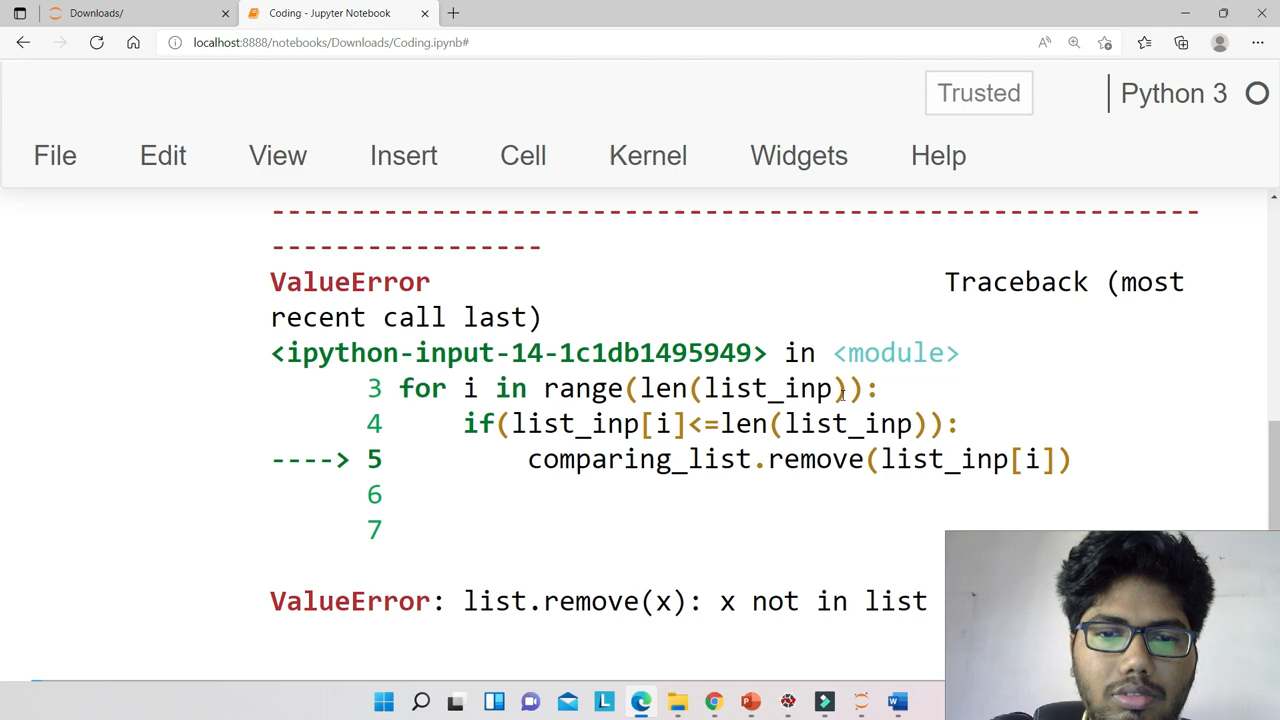 Downloads/
Coding - Jupyter Notebook
localhost:8888/notebooks/Downloads/Coding.ipynb#
Trusted
Python 3
File Edit View Insert Cell Kernel Widgets Help
---------------------------------------------------------------------------
ValueError Traceback (most
recent call last)
<ipython-input-14-1c1db1495949> in <module>
3 for i in range(len(list_inp)):
4 if(list_inp[i]<=len(list_inp)):
----> 5 comparing_list.remove(list_inp[i])
6
7
ValueError: list.remove(x): x not in list